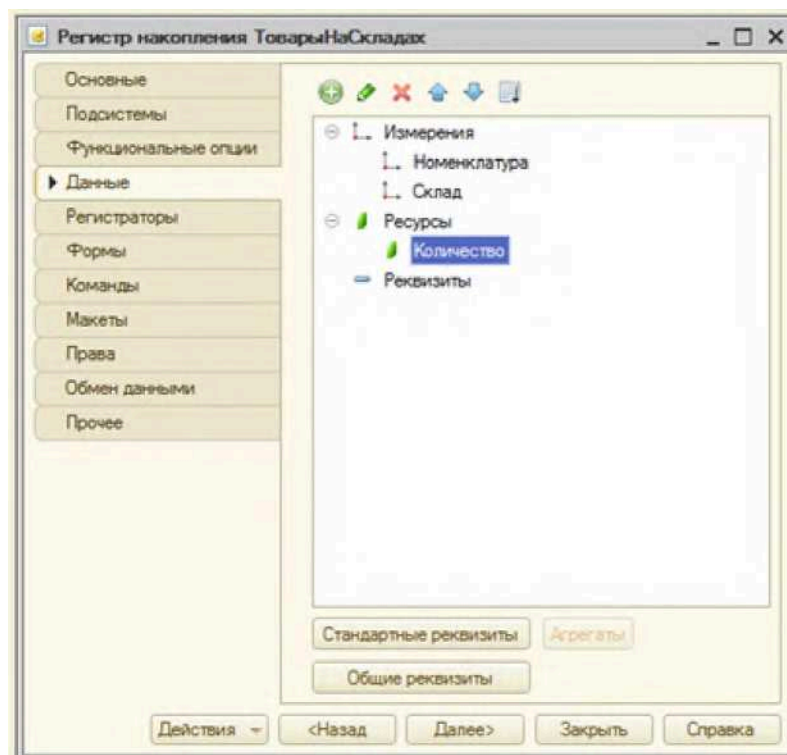 Регистр накопления ТоварыНаСкладах
Основные
Подсистемы
Функциональные опции
Данные
Регистраторы
Формы
Команды
Макеты
Права
Обмен данными
Прочее
Измерения
Номенклатура
Склад
Ресурсы
Количество
Реквизиты
Стандартные реквизиты Агрегаты
Общие реквизиты
Действия <Назад Далее> Закрыть Справка